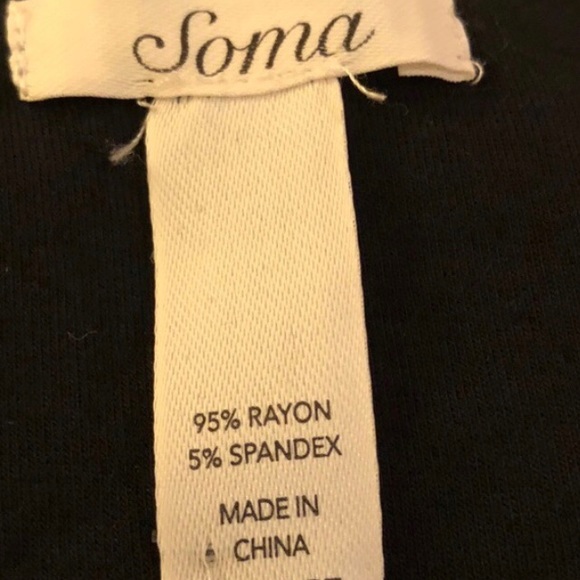 Soma
95% RAYON
5% SPANDEX
MADE IN
CHINA